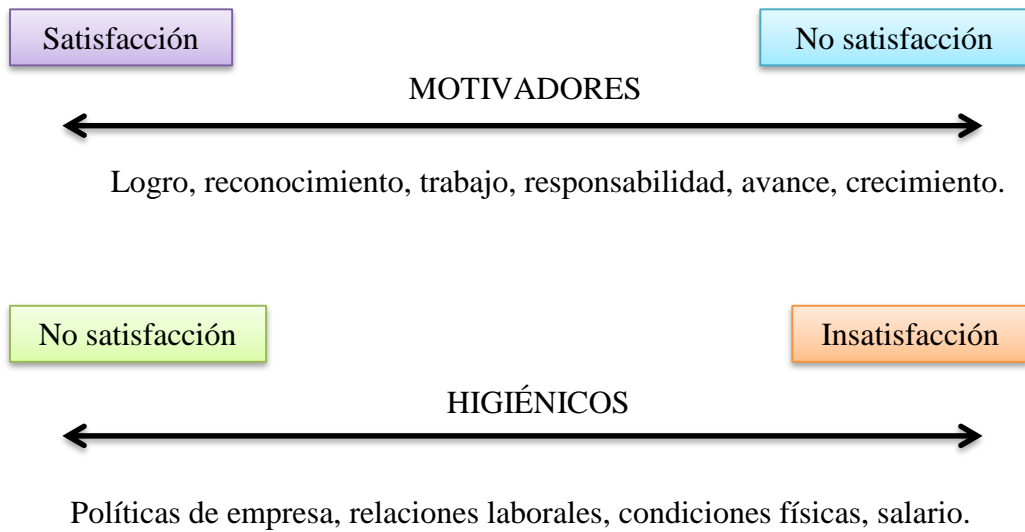 Satisfacción No satisfacción
MOTIVADORES
Logro, reconocimiento, trabajo, responsabilidad, avance, crecimiento.
No satisfacción Insatisfacción
HIGIÉNICOS
Políticas de empresa, relaciones laborales, condiciones físicas, salario.